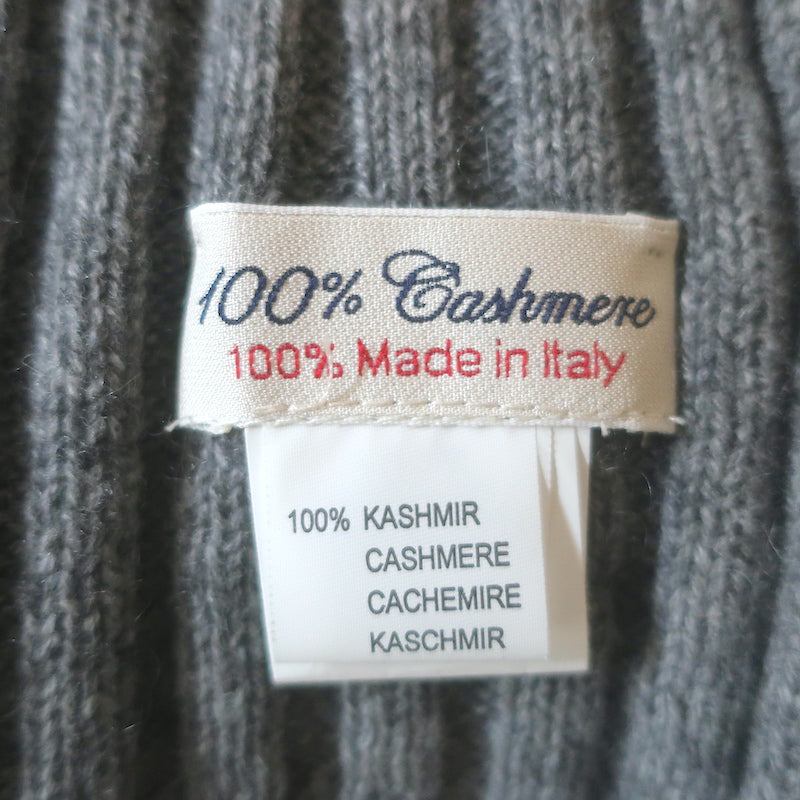 100% Cashmere
100% Made in Italy
100% KASHMIR
CASHMERE
CACHEMIRE
KASCHMIR